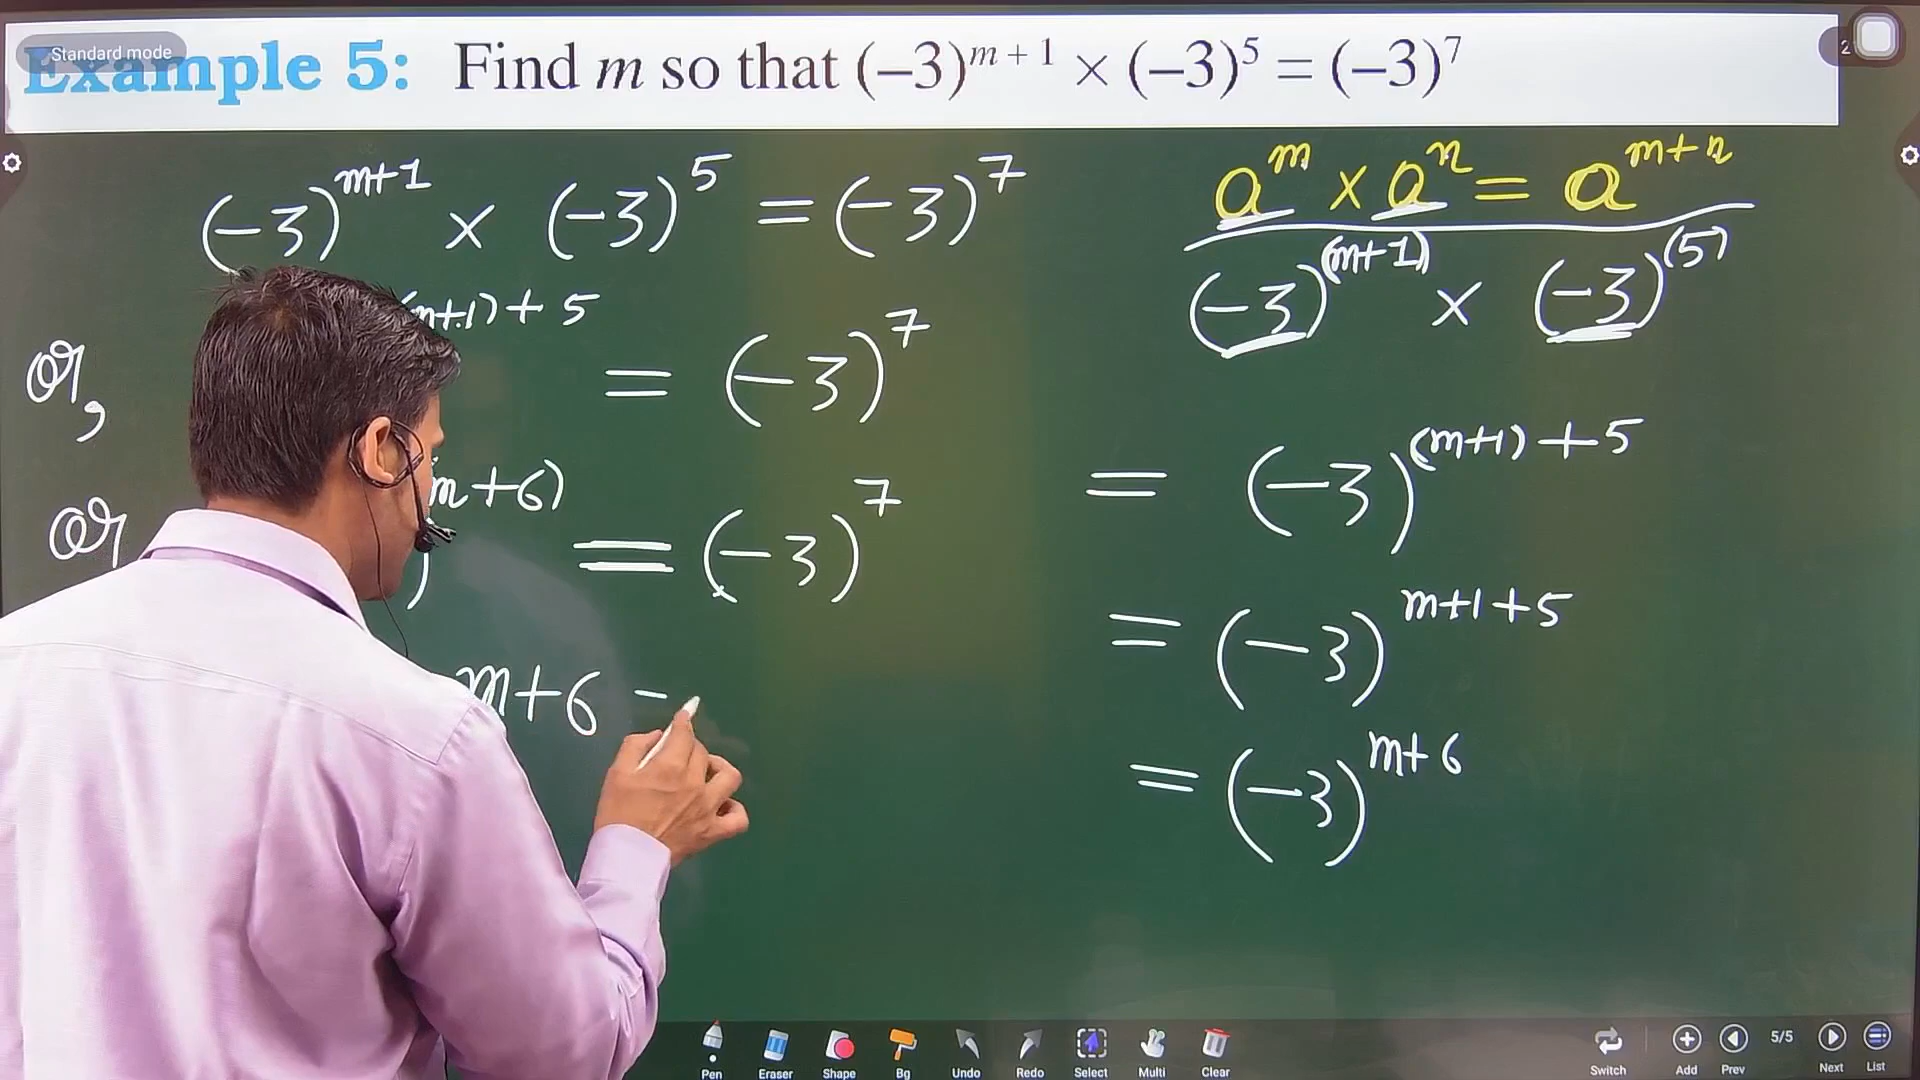 Standard mode
Example 5: Find m so that (–3)^{m + 1} × (–3)^5 = (–3)^7
(-3)^{m+1} × (-3)^5 = (-3)^7
or, m+1) + 5 = (-3)^7
or m+6) = (-3)^7
m+6 -
a^m × a^n = a^{m+n}
(-3)^{(m+1)} × (-3)^{(5)}
= (-3)^{(m+1)+5}
= (-3)^{m+1+5}
= (-3)^{m+6}
Pen Eraser Shape Bg Undo Redo Select Multi Clear Switch Add Prev 5/5 Next List